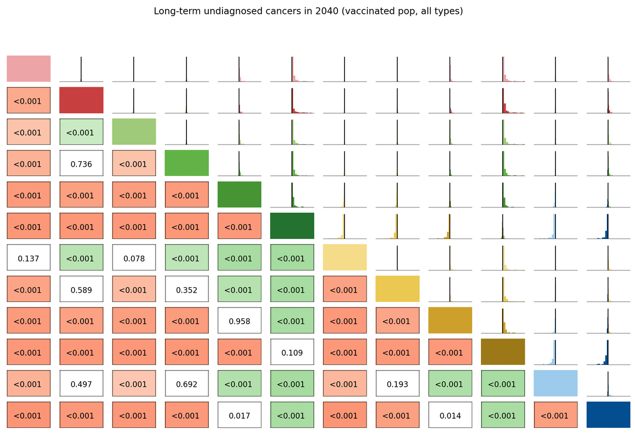 Long-term undiagnosed cancers in 2040 (vaccinated pop, all types)
<0.001
<0.001 <0.001
<0.001 0.736 <0.001
<0.001 <0.001 <0.001 <0.001
<0.001 <0.001 <0.001 <0.001 <0.001
0.137 <0.001 0.078 <0.001 <0.001 <0.001
<0.001 0.589 <0.001 0.352 <0.001 <0.001 <0.001
<0.001 <0.001 <0.001 <0.001 0.958 <0.001 <0.001 <0.001
<0.001 <0.001 <0.001 <0.001 <0.001 0.109 <0.001 <0.001 <0.001
<0.001 0.497 <0.001 0.692 <0.001 <0.001 <0.001 0.193 <0.001 <0.001
<0.001 <0.001 <0.001 <0.001 0.017 <0.001 <0.001 <0.001 0.014 <0.001 <0.001